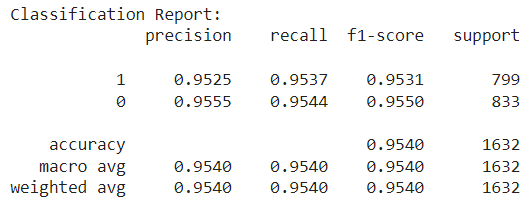 Classification Report:
precision recall f1-score support
1 0.9525 0.9537 0.9531 799
0 0.9555 0.9544 0.9550 833
accuracy 0.9540 1632
macro avg 0.9540 0.9540 0.9540 1632
weighted avg 0.9540 0.9540 0.9540 1632